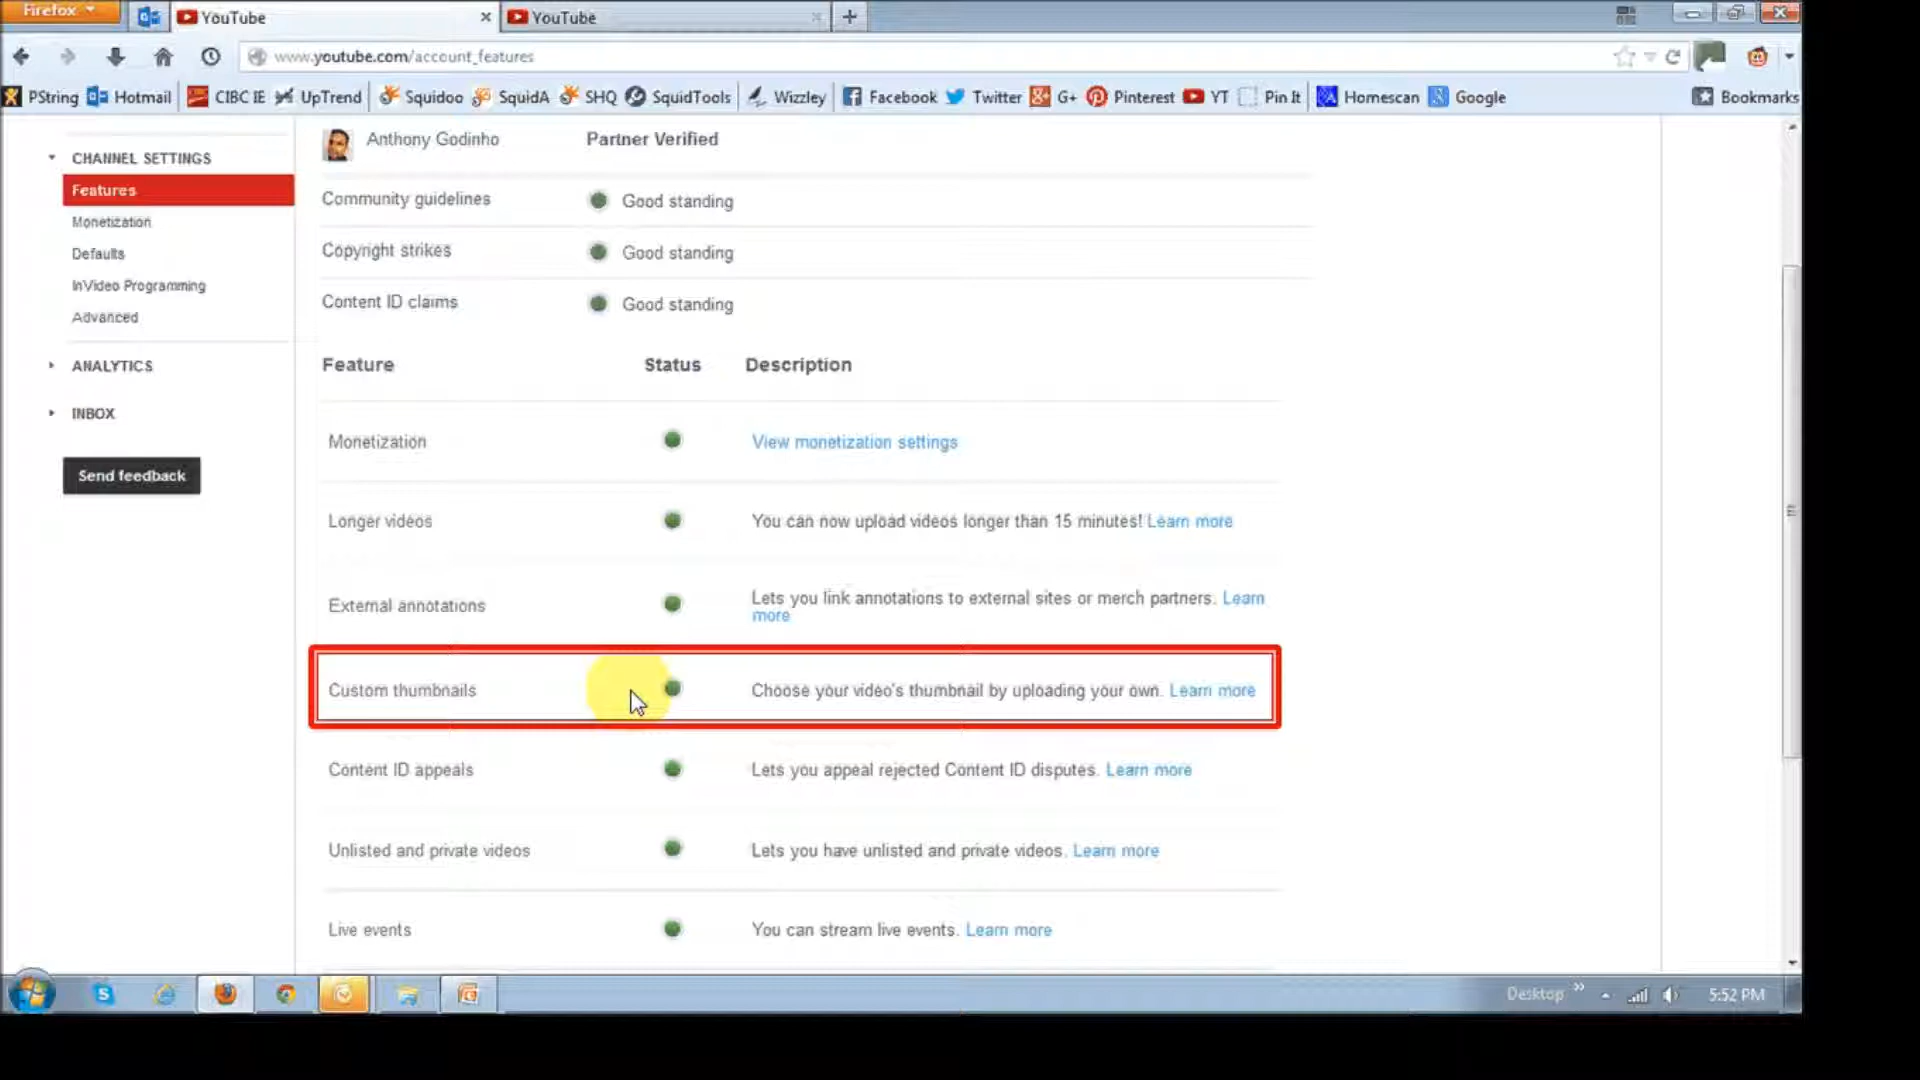 Firefox
YouTube
YouTube
www.youtube.com/account_features
PString Hotmail CIBC IE UpTrend Squidoo SquidA SHQ SquidTools Wizzley Facebook Twitter G+ Pinterest YT Pin It Homescan Google Bookmarks
Anthony Godinho Partner Verified
CHANNEL SETTINGS
Features
Monetization
Defaults
InVideo Programming
Advanced
ANALYTICS
INBOX
Send feedback
Community guidelines Good standing
Copyright strikes Good standing
Content ID claims Good standing
Feature Status Description
Monetization View monetization settings
Longer videos You can now upload videos longer than 15 minutes! Learn more
External annotations Lets you link annotations to external sites or merch partners. Learn
more
Custom thumbnails Choose your video's thumbnail by uploading your own. Learn more
Content ID appeals Lets you appeal rejected Content ID disputes. Learn more
Unlisted and private videos Lets you have unlisted and private videos. Learn more
Live events You can stream live events. Learn more
Desktop 5:52 PM